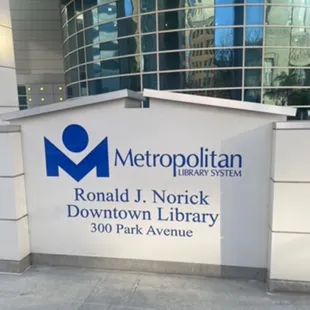 Metropolitan
LIBRARY SYSTEM
Ronald J. Norick
Downtown Library
300 Park Avenue